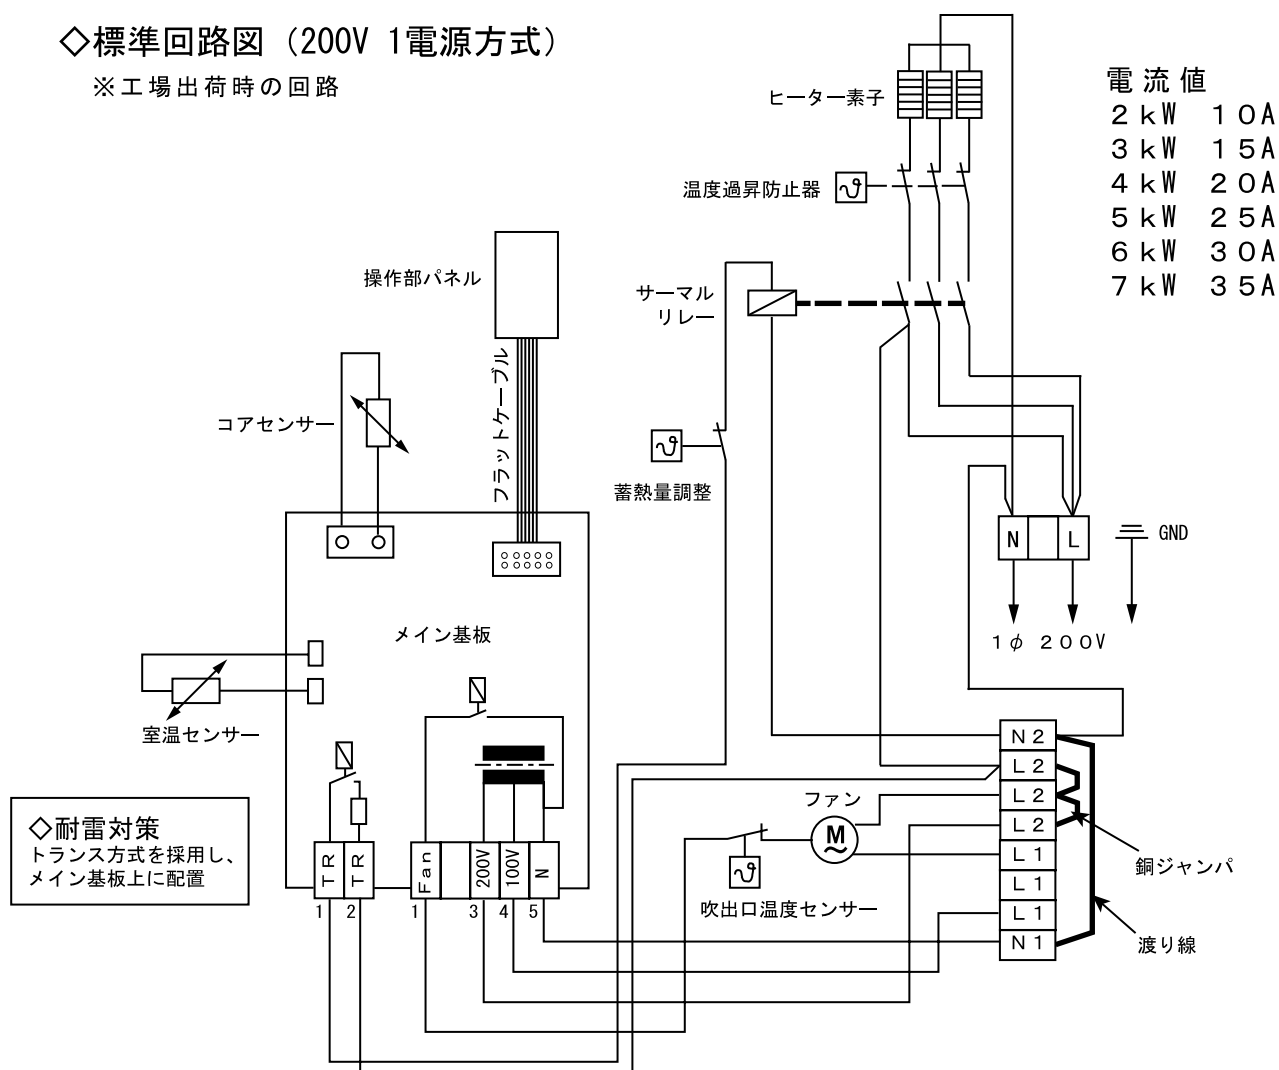 ◇標準回路図（200V 1電源方式）
※工場出荷時の回路
ヒーター素子
電流値
2kW 10A
3kW 15A
4kW 20A
5kW 25A
6kW 30A
7kW 35A
温度過昇防止器
操作部パネル
サーマル
リレー
フラットケーブル
コアセンサー
蓄熱量調整
N L
GND
1φ 200V
メイン基板
室温センサー
◇耐雷対策
トランス方式を採用し、
メイン基板上に配置
TR TR
Fan 200V 100V N
1 2
1 3 4 5
ファン
M
吹出口温度センサー
N2
L2
L2
L2
L1
L1
L1
N1
銅ジャンパ
渡り線